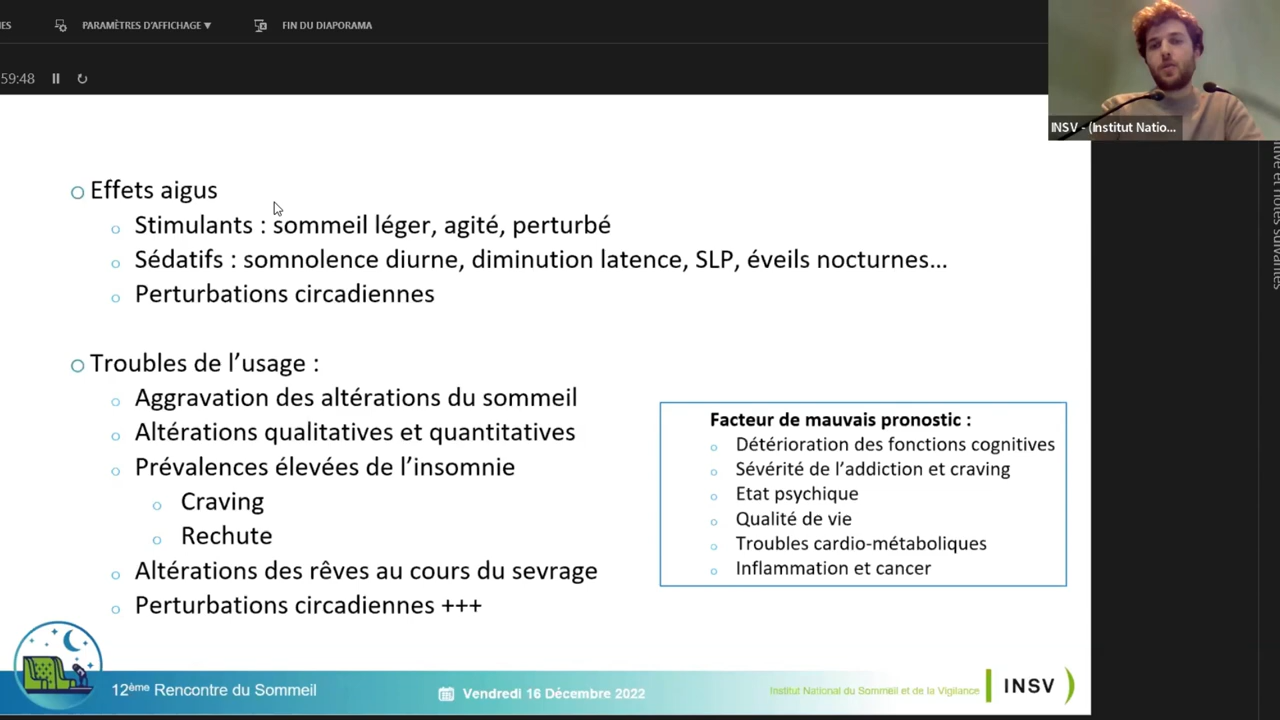 ES
PARAMÈTRES D'AFFICHAGE ▼
FIN DU DIAPORAMA
59:48
INSV - (Institut Natio...
Effets aigus
Stimulants : sommeil léger, agité, perturbé
Sédatifs : somnolence diurne, diminution latence, SLP, éveils nocturnes...
Perturbations circadiennes
Troubles de l'usage :
Aggravation des altérations du sommeil
Altérations qualitatives et quantitatives
Prévalences élevées de l'insomnie
Craving
Rechute
Altérations des rêves au cours du sevrage
Perturbations circadiennes +++
Facteur de mauvais pronostic :
Détérioration des fonctions cognitives
Sévérité de l'addiction et craving
Etat psychique
Qualité de vie
Troubles cardio-métaboliques
Inflammation et cancer
12ème Rencontre du Sommeil
Vendredi 16 Décembre 2022
Institut National du Sommeil et de la Vigilance
INSV
et notes suivantes